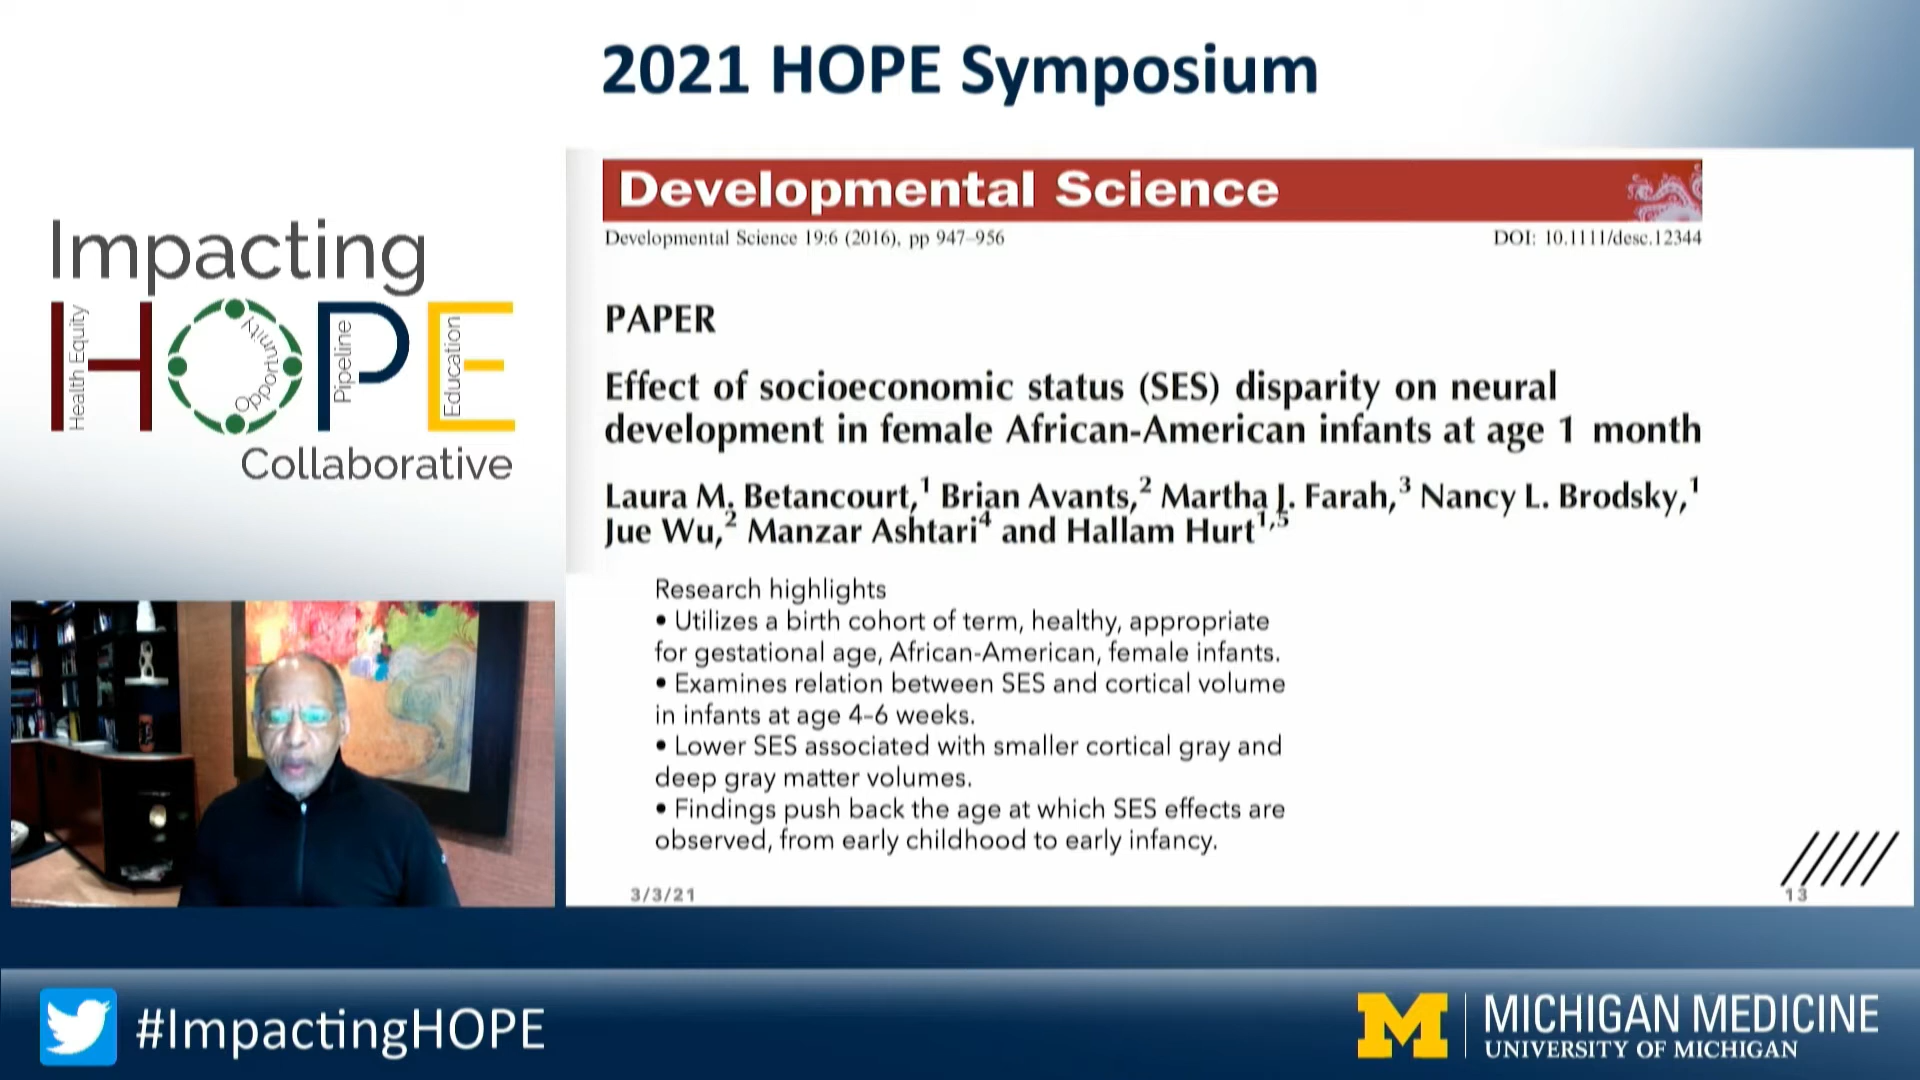 2021 HOPE Symposium
Impacting
HOPE
Health Equity
Opportunity
Pipeline
Education
Collaborative
Developmental Science
Developmental Science 19:6 (2016), pp 947–956
DOI: 10.1111/desc.12344
PAPER
Effect of socioeconomic status (SES) disparity on neural
development in female African-American infants at age 1 month
Laura M. Betancourt,1 Brian Avants,2 Martha J. Farah,3 Nancy L. Brodsky,1
Jue Wu,2 Manzar Ashtari4 and Hallam Hurt1,5
Research highlights
• Utilizes a birth cohort of term, healthy, appropriate
for gestational age, African-American, female infants.
• Examines relation between SES and cortical volume
in infants at age 4–6 weeks.
• Lower SES associated with smaller cortical gray and
deep gray matter volumes.
• Findings push back the age at which SES effects are
observed, from early childhood to early infancy.
3/3/21
13
#ImpactingHOPE
M
MICHIGAN MEDICINE
UNIVERSITY OF MICHIGAN